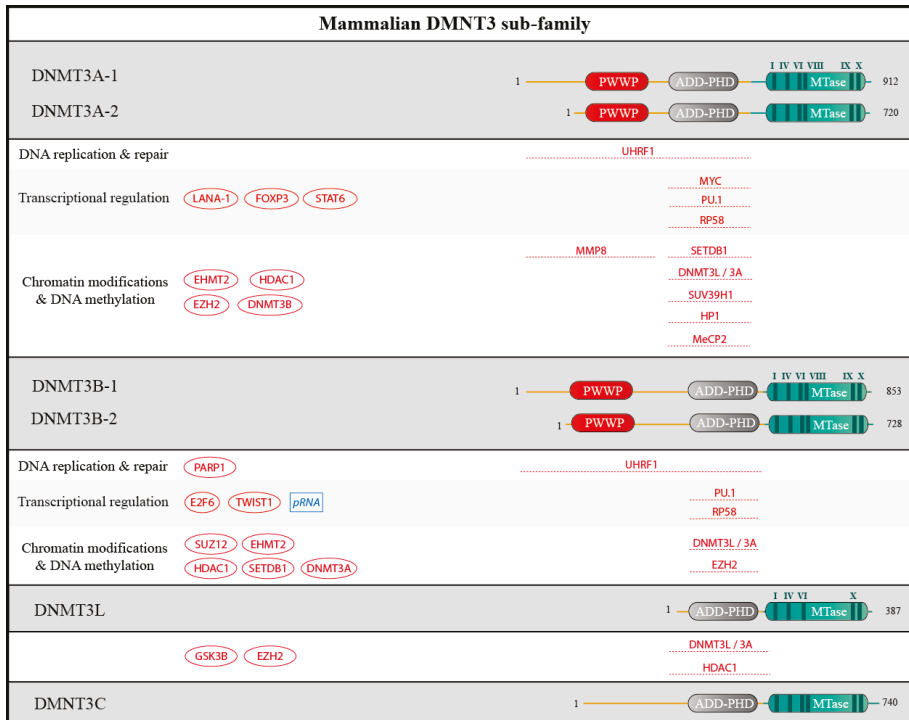 Mammalian DMNT3 sub-family
I IV VI VIII IX X
DNMT3A-1 1 PWWP ADD-PHD MTase 912
DNMT3A-2 1 PWWP ADD-PHD MTase 720
DNA replication & repair UHRF1
MYC
Transcriptional regulation LANA-1 FOXP3 STAT6 PU.1
RP58
MMP8 SETDB1
EHMT2 HDAC1 DNMT3L / 3A
Chromatin modifications
& DNA methylation
EZH2 DNMT3B SUV39H1
HP1
MeCP2
I IV VI VIII IX X
DNMT3B-1 1 PWWP ADD-PHD MTase 853
DNMT3B-2 1 PWWP ADD-PHD MTase 728
DNA replication & repair PARP1 UHRF1
PU.1
Transcriptional regulation E2F6 TWIST1 pRNA
RP58
SUZ12 EHMT2 DNMT3L / 3A
Chromatin modifications
& DNA methylation
HDAC1 SETDB1 DNMT3A EZH2
I IV VI X
DNMT3L 1 ADD-PHD MTase 387
DNMT3L / 3A
GSK3B EZH2
HDAC1
DMNT3C 1 ADD-PHD MTase 740